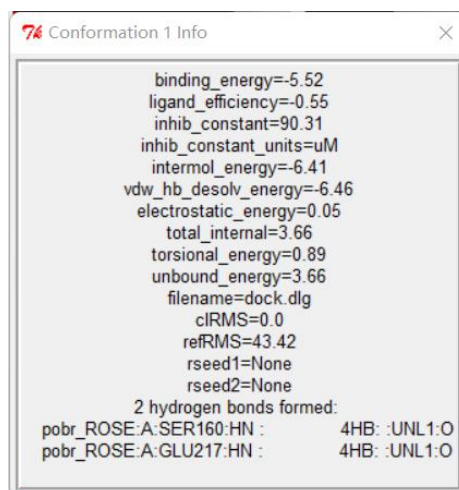 Conformation 1 Info
binding_energy=-5.52
ligand_efficiency=-0.55
inhib_constant=90.31
inhib_constant_units=uM
intermol_energy=-6.41
vdw_hb_desolv_energy=-6.46
electrostatic_energy=0.05
total_internal=3.66
torsional_energy=0.89
unbound_energy=3.66
filename=dock.dlg
clRMS=0.0
refRMS=43.42
rseed1=None
rseed2=None
2 hydrogen bonds formed:
pobr_ROSE:A:SER160:HN : 4HB: :UNL1:O
pobr_ROSE:A:GLU217:HN : 4HB: :UNL1:O